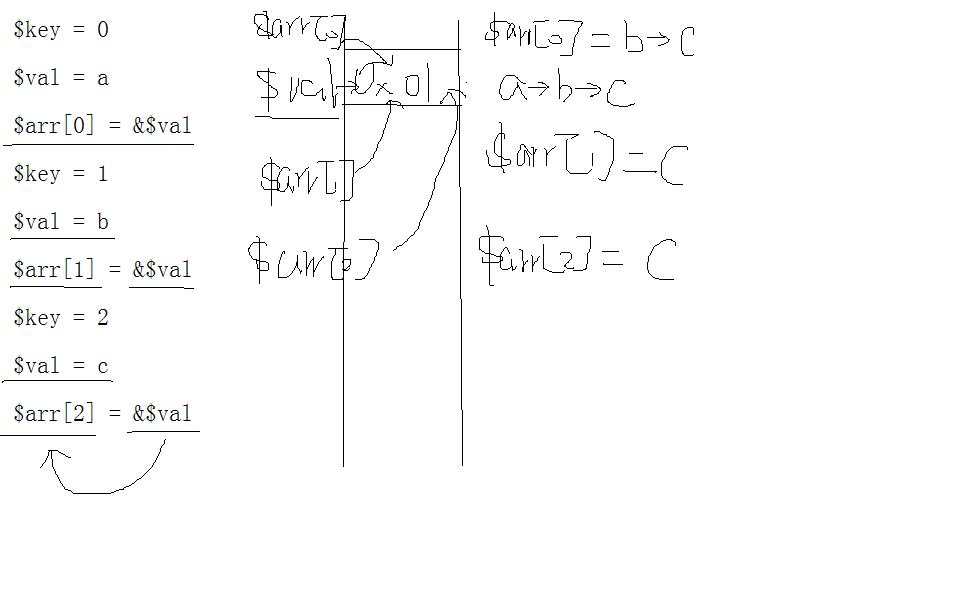 $key = 0
$val = a
$arr[0] = &$val
$key = 1
$val = b
$arr[1] = &$val
$key = 2
$val = c
$arr[2] = &$val
$arr[0]
$val → 0x01
$arr[1]
$arr[2]
$arr[0] = b→c
a→b→c
$arr[1] = c
$arr[2] = c